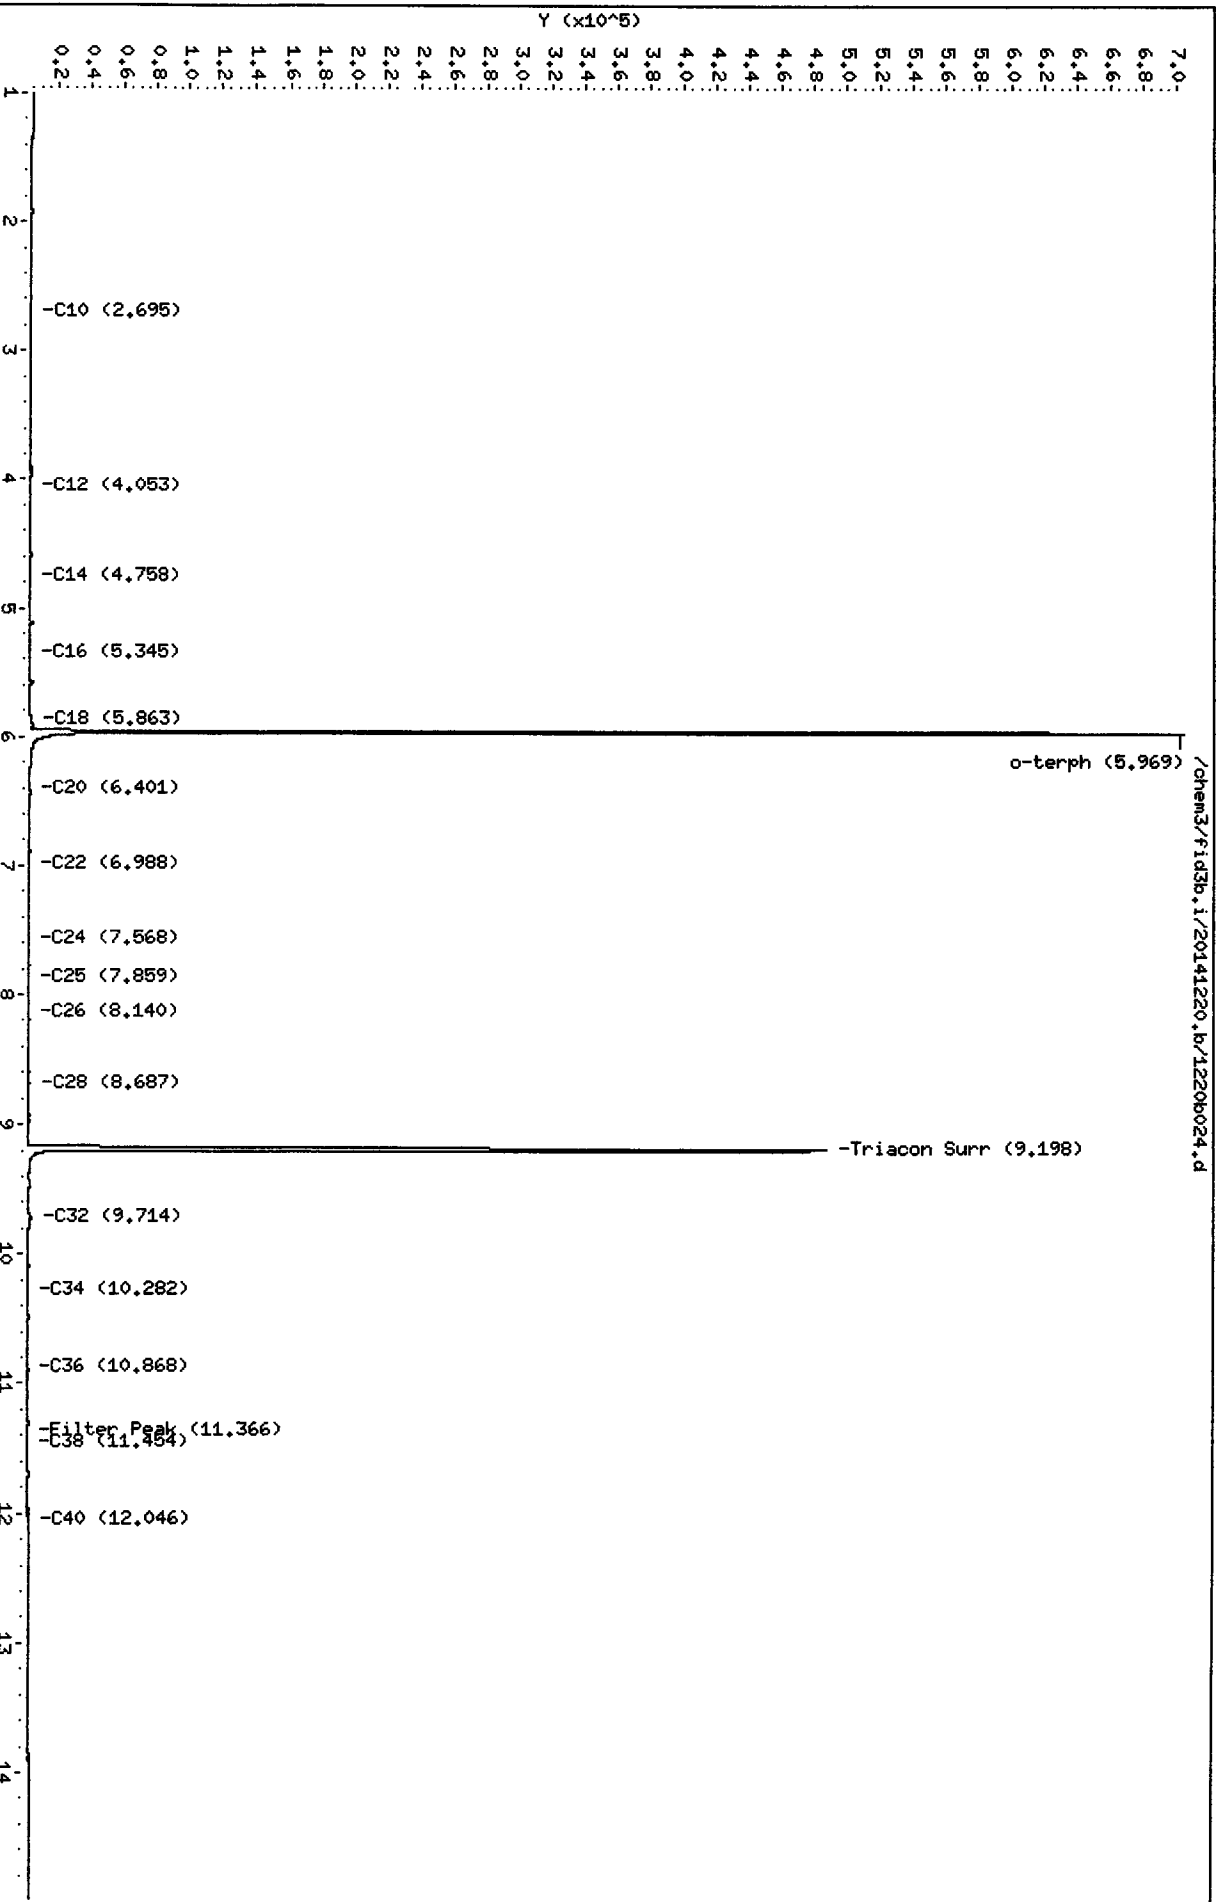 Y (x10^5)
0.2
0.4
0.6
0.8
1.0
1.2
1.4
1.6
1.8
2.0
2.2
2.4
2.6
2.8
3.0
3.2
3.4
3.6
3.8
4.0
4.2
4.4
4.6
4.8
5.0
5.2
5.4
5.6
5.8
6.0
6.2
6.4
6.6
6.8
7.0
1
2
3
4
5
6
7
8
9
10
11
12
13
14
-C10 (2.695)
-C12 (4.053)
-C14 (4.758)
-C16 (5.345)
-C18 (5.863)
o-terph (5.969)
-C20 (6.401)
-C22 (6.988)
-C24 (7.568)
-C25 (7.859)
-C26 (8.140)
-C28 (8.687)
-Triacon Surr (9.198)
-C32 (9.714)
-C34 (10.282)
-C36 (10.868)
-Filter Peak (11.366)
-C38 (11.454)
-C40 (12.046)
/chem3/fid3b.i/20141220.b/1220b024.d